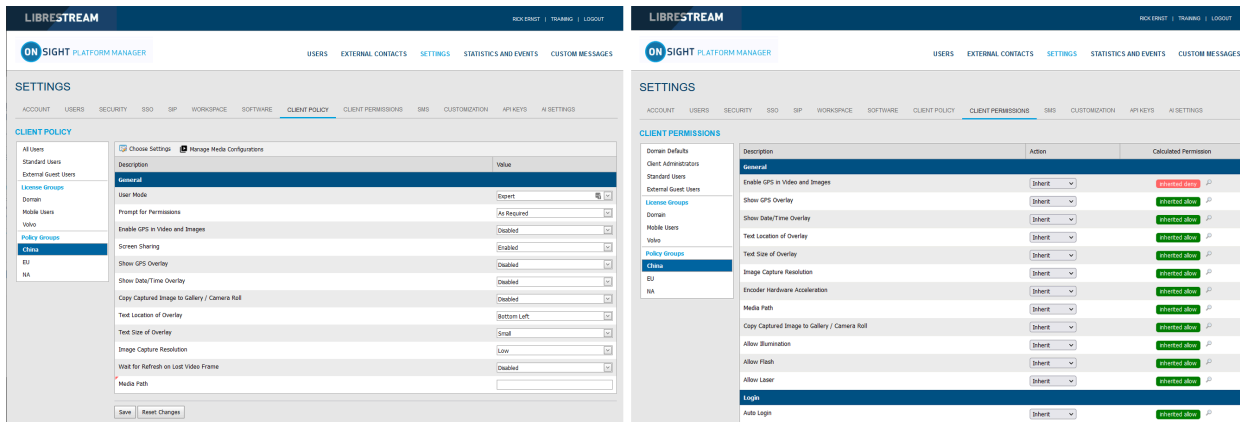 LIBRESTREAM
RICK ERNST | TRAINING | LOGOUT
ON SIGHT PLATFORM MANAGER
USERS EXTERNAL CONTACTS SETTINGS STATISTICS AND EVENTS CUSTOM MESSAGES
SETTINGS
ACCOUNT USERS SECURITY SSO SIP WORKSPACE SOFTWARE CLIENT POLICY CLIENT PERMISSIONS SMS CUSTOMIZATION API KEYS AI SETTINGS
CLIENT POLICY
All Users
Standard Users
External Guest Users
License Groups
Domain
Mobile Users
Volvo
Policy Groups
China
EU
NA
Choose Settings Manage Media Configurations
Description Value
General
User Mode Expert
Prompt for Permissions As Required
Enable GPS in Video and Images Disabled
Screen Sharing Enabled
Show GPS Overlay Disabled
Show Date/Time Overlay Disabled
Copy Captured Image to Gallery / Camera Roll Disabled
Text Location of Overlay Bottom Left
Text Size of Overlay Small
Image Capture Resolution Low
Wait for Refresh on Lost Video Frame Disabled
Media Path
Save Reset Changes
LIBRESTREAM
RICK ERNST | TRAINING | LOGOUT
ON SIGHT PLATFORM MANAGER
USERS EXTERNAL CONTACTS SETTINGS STATISTICS AND EVENTS CUSTOM MESSAGES
SETTINGS
ACCOUNT USERS SECURITY SSO SIP WORKSPACE SOFTWARE CLIENT POLICY CLIENT PERMISSIONS SMS CUSTOMIZATION API KEYS AI SETTINGS
CLIENT PERMISSIONS
Domain Defaults
Client Administrators
Standard Users
External Guest Users
License Groups
Domain
Mobile Users
Volvo
Policy Groups
China
EU
NA
Description Action Calculated Permission
General
Enable GPS in Video and Images Inherit inherited deny
Show GPS Overlay Inherit inherited allow
Show Date/Time Overlay Inherit inherited allow
Text Location of Overlay Inherit inherited allow
Text Size of Overlay Inherit inherited allow
Image Capture Resolution Inherit inherited allow
Encoder Hardware Acceleration Inherit inherited allow
Media Path Inherit inherited allow
Copy Captured Image to Gallery / Camera Roll Inherit inherited allow
Allow Illumination Inherit inherited allow
Allow Flash Inherit inherited allow
Allow Laser Inherit inherited allow
Login
Auto Login Inherit inherited allow